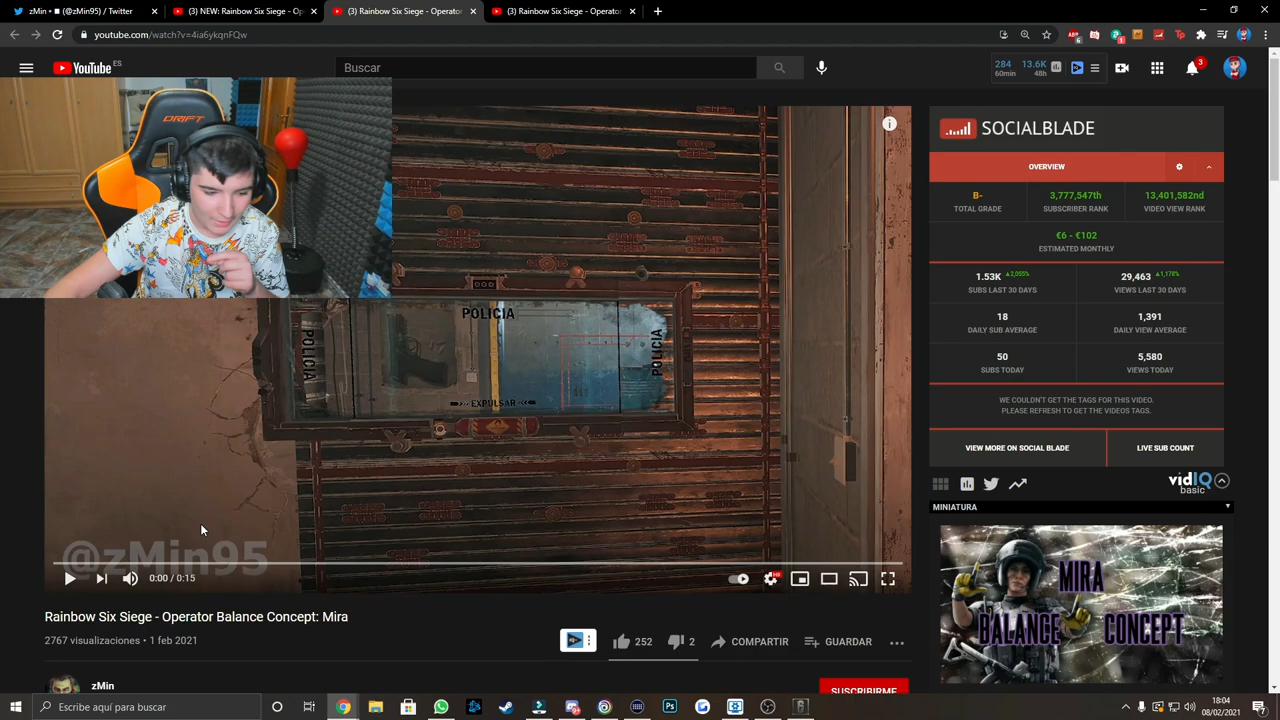 zMin • ■ (@zMin95) / Twitter
(3) NEW: Rainbow Six Siege - Op
(3) Rainbow Six Siege - Operator
(3) Rainbow Six Siege - Operator
youtube.com/watch?v=4ia6ykqnFQw
YouTube ES
Buscar
284
60min
13.6K
48h
3
DRIFT
POLICIA
POLICIA
POLICIA
EXPULSAR
@zMin95
0:00 / 0:15
HD
Rainbow Six Siege - Operator Balance Concept: Mira
2767 visualizaciones • 1 feb 2021
252
2
COMPARTIR
GUARDAR
zMin
SUSCRIBIRME
SOCIALBLADE
OVERVIEW
B-
TOTAL GRADE
3,777,547th
SUBSCRIBER RANK
13,401,582nd
VIDEO VIEW RANK
€6 - €102
ESTIMATED MONTHLY
1.53K ▲2,055%
SUBS LAST 30 DAYS
29,463 ▲1,178%
VIEWS LAST 30 DAYS
18
DAILY SUB AVERAGE
1,391
DAILY VIEW AVERAGE
50
SUBS TODAY
5,580
VIEWS TODAY
WE COULDN'T GET THE TAGS FOR THIS VIDEO.
PLEASE REFRESH TO GET THE VIDEOS TAGS.
VIEW MORE ON SOCIAL BLADE
LIVE SUB COUNT
vidIQ
basic
MINIATURA
MIRA
BALANCE CONCEPT
Escribe aquí para buscar
18:04
08/02/2021